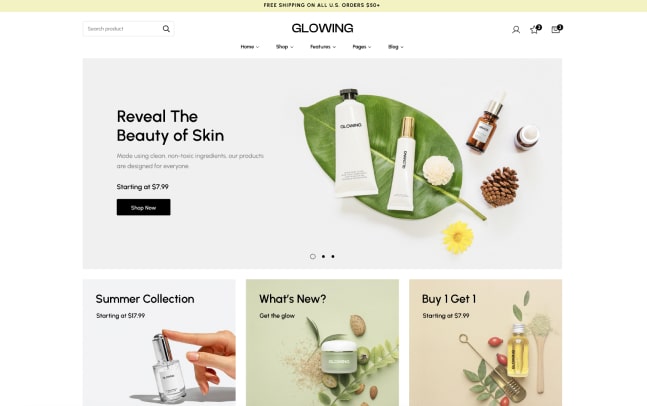 FREE SHIPPING ON ALL U.S. ORDERS $50+
Search product
GLOWING
Home
Shop
Features
Pages
Blog
Reveal The
Beauty of Skin
Made using clean, non-toxic ingredients, our products
are designed for everyone.
Starting at $7.99
Shop Now
GLOWING
GLOWING
Summer Collection
Starting at $17.99
GLOWING
What's New?
Get the glow
GLOWING
Buy 1 Get 1
Starting at $7.99
GLOWING